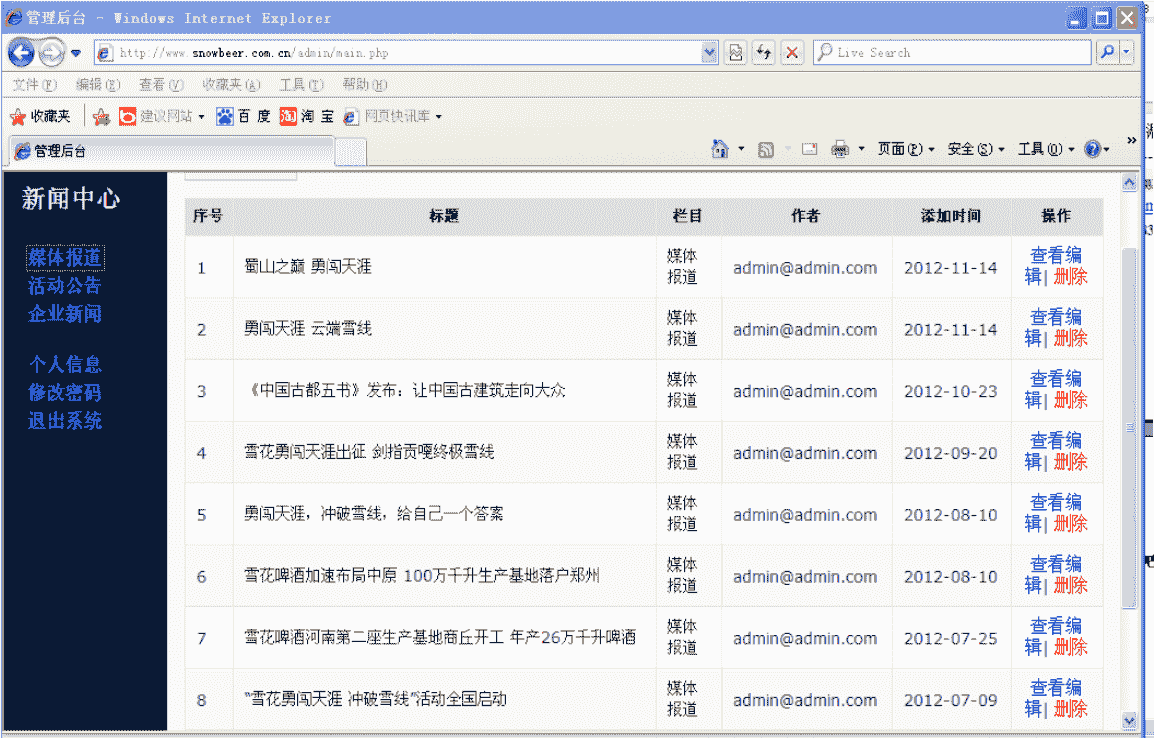 管理后台 - Windows Internet Explorer
http://www.snowbeer.com.cn/admin/main.php
Live Search
文件(F) 编辑(E) 查看(V) 收藏夹(A) 工具(T) 帮助(H)
收藏夹 建议网站 百度 淘宝 网页快讯库
管理后台
页面(P) 安全(S) 工具(O) »
新闻中心
媒体报道
活动公告
企业新闻
个人信息
修改密码
退出系统
序号 标题 栏目 作者 添加时间 操作
1 蜀山之巅 勇闯天涯 媒体报道 admin@admin.com 2012-11-14 查看编辑| 删除
2 勇闯天涯 云端雪线 媒体报道 admin@admin.com 2012-11-14 查看编辑| 删除
3 《中国古都五书》发布：让中国古建筑走向大众 媒体报道 admin@admin.com 2012-10-23 查看编辑| 删除
4 雪花勇闯天涯出征 剑指贡嘎终极雪线 媒体报道 admin@admin.com 2012-09-20 查看编辑| 删除
5 勇闯天涯，冲破雪线，给自己一个答案 媒体报道 admin@admin.com 2012-08-10 查看编辑| 删除
6 雪花啤酒加速布局中原 100万千升生产基地落户郑州 媒体报道 admin@admin.com 2012-08-10 查看编辑| 删除
7 雪花啤酒河南第二座生产基地商丘开工 年产26万千升啤酒 媒体报道 admin@admin.com 2012-07-25 查看编辑| 删除
8 “雪花勇闯天涯 冲破雪线”活动全国启动 媒体报道 admin@admin.com 2012-07-09 查看编辑| 删除